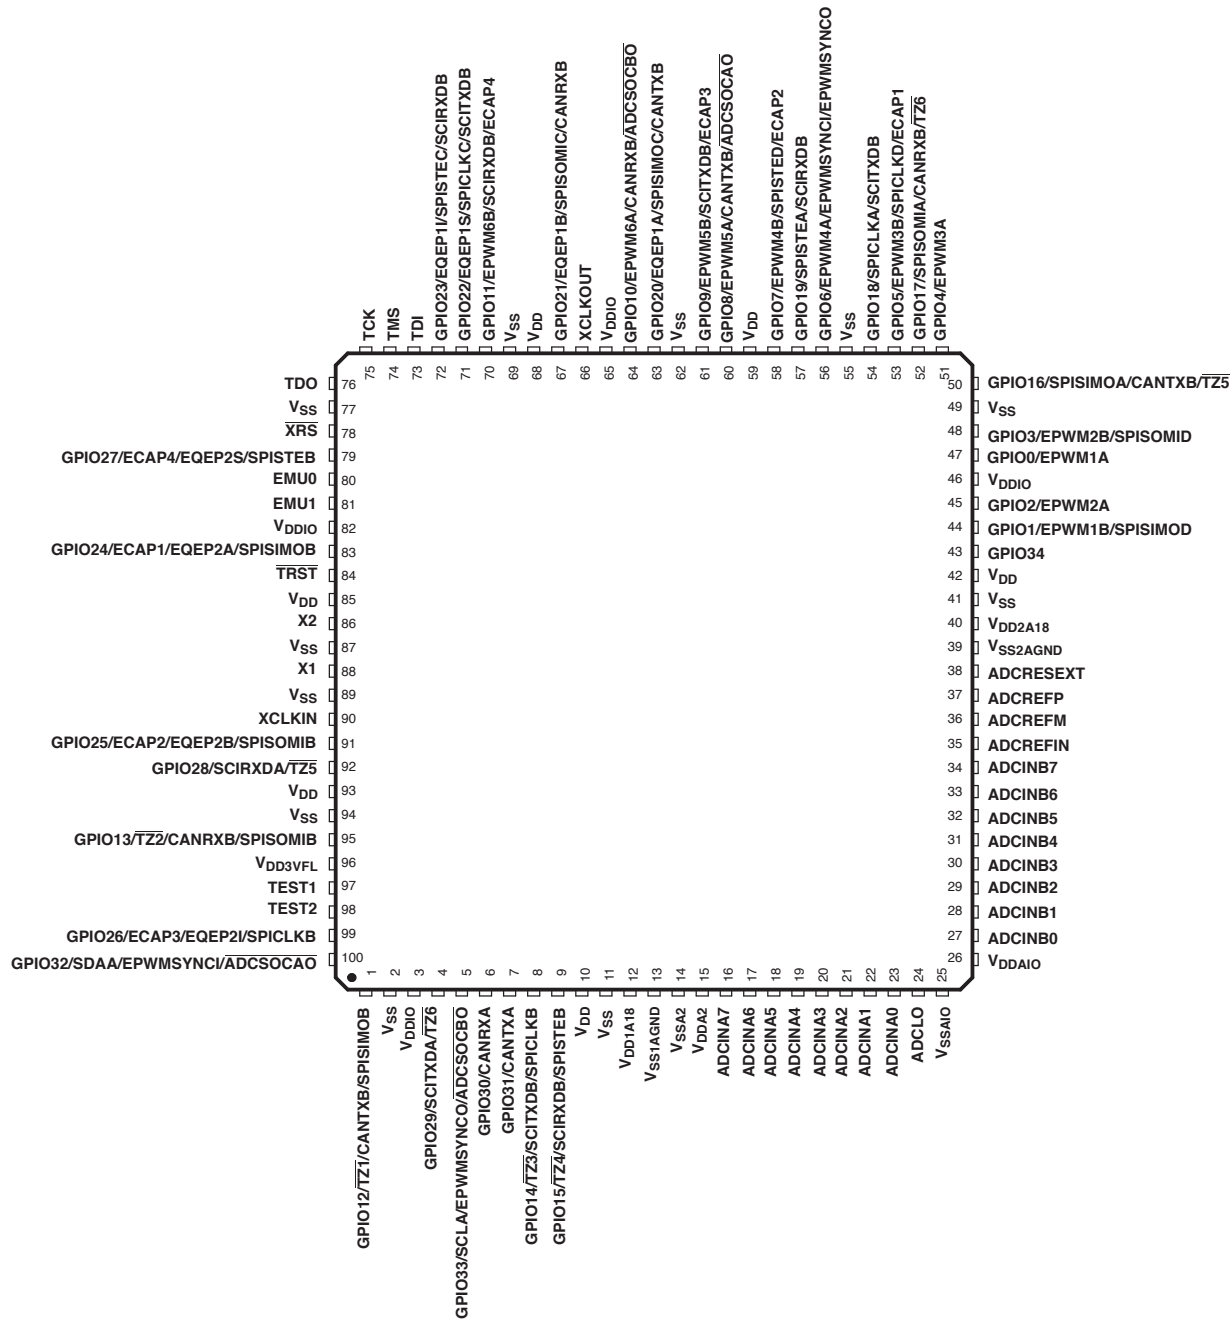 GPIO23/EQEP1I/SPISTEC/SCIRXDB
GPIO22/EQEP1S/SPICLKC/SCITXDB
GPIO11/EPWM6B/SCIRXDB/ECAP4
GPIO21/EQEP1B/SPISOMIC/CANRXB
GPIO10/EPWM6A/CANRXB/ADCSOCBO
GPIO20/EQEP1A/SPISIMOC/CANTXB
GPIO9/EPWM5B/SCITXDB/ECAP3
GPIO8/EPWM5A/CANTXB/ADCSOCAO
GPIO7/EPWM4B/SPISTED/ECAP2
GPIO19/SPISTEA/SCIRXDB
GPIO6/EPWM4A/EPWMSYNCI/EPWMSYNCO
GPIO18/SPICLKA/SCITXDB
GPIO5/EPWM3B/SPICLKD/ECAP1
GPIO17/SPISOMIA/CANRXB/TZ6
GPIO4/EPWM3A
TCK
TMS
TDI
VSS
VDD
XCLKOUT
VDDIO
VSS
VDD
VSS
75
74
73
72
71
70
69
68
67
66
65
64
63
62
61
60
59
58
57
56
55
54
53
52
51
TDO 76
VSS 77
XRS 78
GPIO27/ECAP4/EQEP2S/SPISTEB 79
EMU0 80
EMU1 81
VDDIO 82
GPIO24/ECAP1/EQEP2A/SPISIMOB 83
TRST 84
VDD 85
X2 86
VSS 87
X1 88
VSS 89
XCLKIN 90
GPIO25/ECAP2/EQEP2B/SPISOMIB 91
GPIO28/SCIRXDA/TZ5 92
VDD 93
VSS 94
GPIO13/TZ2/CANRXB/SPISOMIB 95
VDD3VFL 96
TEST1 97
TEST2 98
GPIO26/ECAP3/EQEP2I/SPICLKB 99
GPIO32/SDAA/EPWMSYNCI/ADCSOCAO 100
50 GPIO16/SPISIMOA/CANTXB/TZ5
49 VSS
48 GPIO3/EPWM2B/SPISOMID
47 GPIO0/EPWM1A
46 VDDIO
45 GPIO2/EPWM2A
44 GPIO1/EPWM1B/SPISIMOD
43 GPIO34
42 VDD
41 VSS
40 VDD2A18
39 VSS2AGND
38 ADCRESEXT
37 ADCREFP
36 ADCREFM
35 ADCREFIN
34 ADCINB7
33 ADCINB6
32 ADCINB5
31 ADCINB4
30 ADCINB3
29 ADCINB2
28 ADCINB1
27 ADCINB0
26 VDDAIO
1
2
3
4
5
6
7
8
9
10
11
12
13
14
15
16
17
18
19
20
21
22
23
24
25
GPIO12/TZ1/CANTXB/SPISIMOB
VSS
VDDIO
GPIO29/SCITXDA/TZ6
GPIO33/SCLA/EPWMSYNCO/ADCSOCBO
GPIO30/CANRXA
GPIO31/CANTXA
GPIO14/TZ3/SCITXDB/SPICLKB
GPIO15/TZ4/SCIRXDB/SPISTEB
VDD
VSS
VDD1A18
VSS1AGND
VSSA2
VDDA2
ADCINA7
ADCINA6
ADCINA5
ADCINA4
ADCINA3
ADCINA2
ADCINA1
ADCINA0
ADCLO
VSSAIO